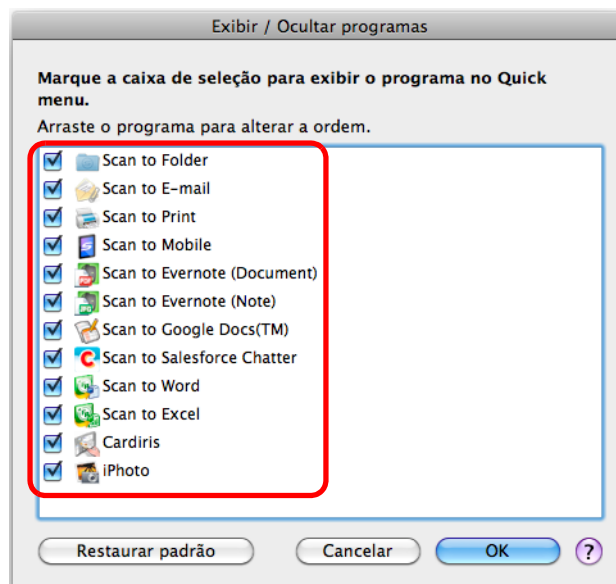 Exibir / Ocultar programas
Marque a caixa de seleção para exibir o programa no Quick
menu.
Arraste o programa para alterar a ordem.
Scan to Folder
Scan to E-mail
Scan to Print
Scan to Mobile
Scan to Evernote (Document)
Scan to Evernote (Note)
Scan to Google Docs(TM)
Scan to Salesforce Chatter
Scan to Word
Scan to Excel
Cardiris
iPhoto
Restaurar padrão
Cancelar
OK
?